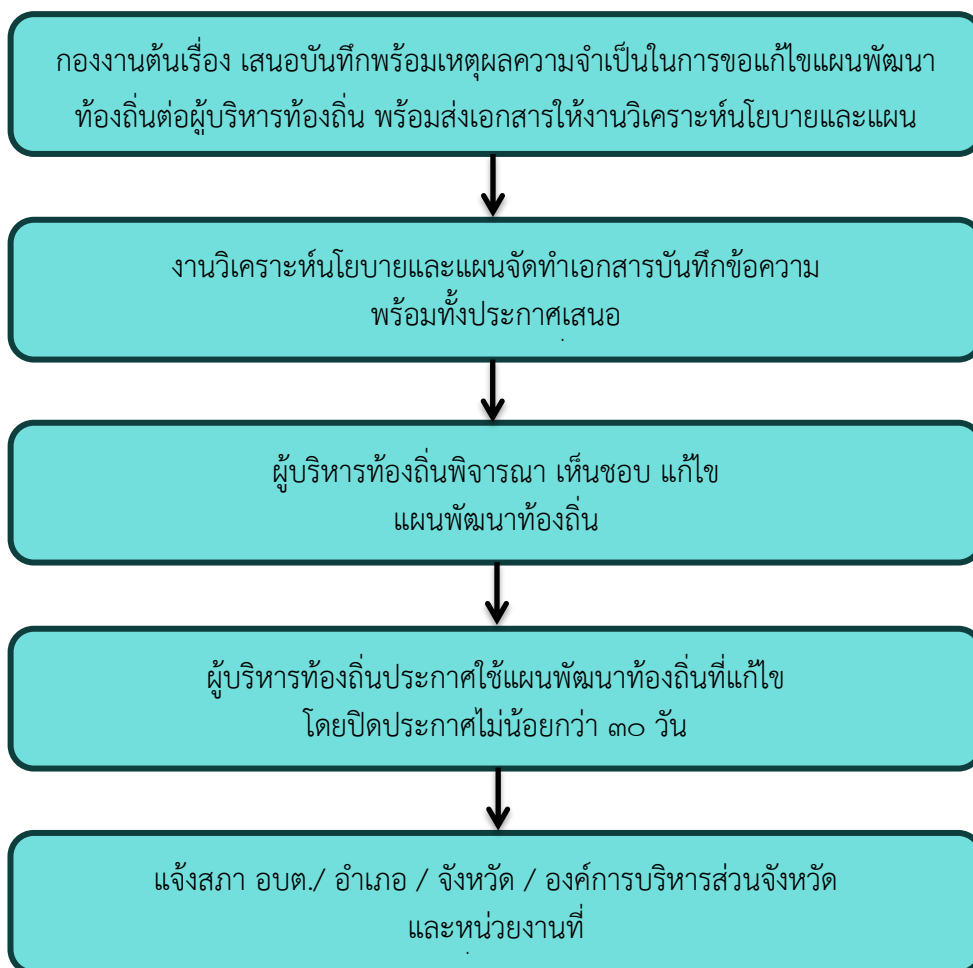 กองงานต้นเรื่อง เสนอบันทึกพร้อมเหตุผลความจำเป็นในการขอแก้ไขแผนพัฒนา
ท้องถิ่นต่อผู้บริหารท้องถิ่น พร้อมส่งเอกสารให้งานวิเคราะห์นโยบายและแผน
งานวิเคราะห์นโยบายและแผนจัดทำเอกสารบันทึกข้อความ
พร้อมทั้งประกาศเสนอ
ผู้บริหารท้องถิ่นพิจารณา เห็นชอบ แก้ไข
แผนพัฒนาท้องถิ่น
ผู้บริหารท้องถิ่นประกาศใช้แผนพัฒนาท้องถิ่นที่แก้ไข
โดยปิดประกาศไม่น้อยกว่า ๓๐ วัน
แจ้งสภา อบต./ อำเภอ / จังหวัด / องค์การบริหารส่วนจังหวัด
และหน่วยงานที่